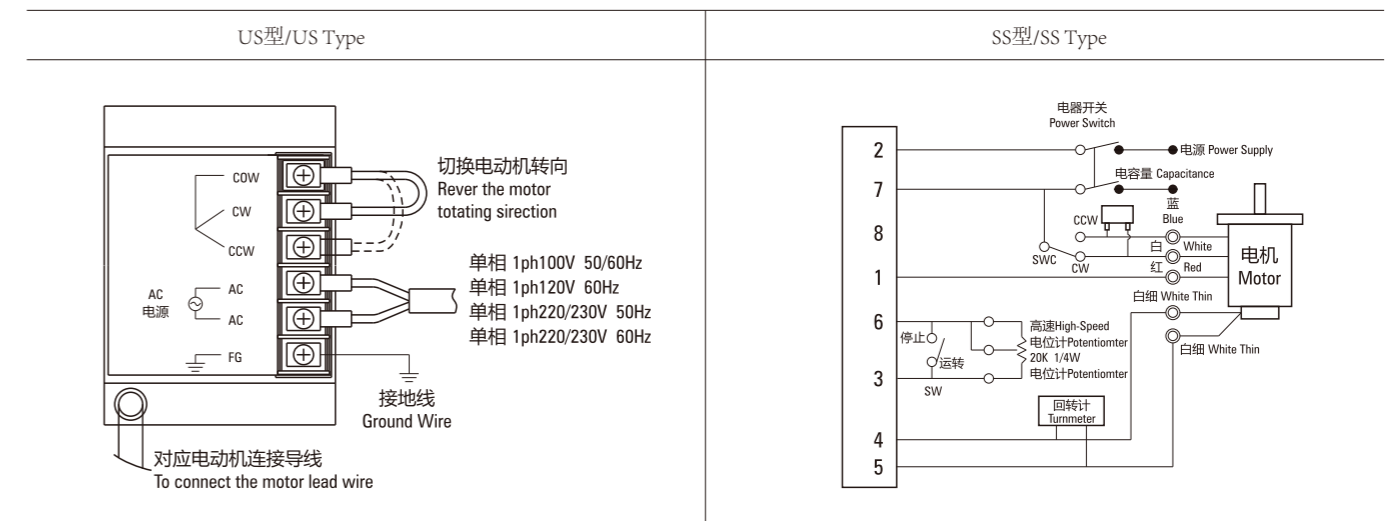 US型/US Type
SS型/SS Type
COW
CW
CCW
AC
电源
AC
AC
FG
切换电动机转向
Rever the motor
totating sirection
单相 1ph100V 50/60Hz
单相 1ph120V 60Hz
单相 1ph220/230V 50Hz
单相 1ph220/230V 60Hz
接地线
Ground Wire
对应电动机连接导线
To connect the motor lead wire
电器开关
Power Switch
2
电源 Power Supply
7
电容量 Capacitance
蓝
Blue
CCW
8
白 White
SWC
CW
红 Red
1
电机
Motor
白细 White Thin
6
高速High-Speed
停止
电位计Potentiomter
20K 1/4W
运转
电位计Potentiomter
3
SW
白细 White Thin
回转计
Turnmeter
4
5